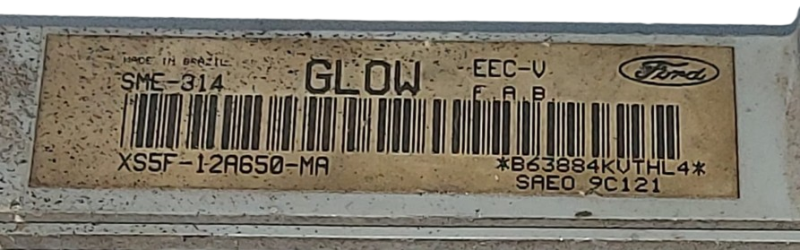 MADE IN BRAZIL
SME-314 GLOW EEC-V Ford
F A B
XS5F-12A650-MA *B63884KVTHL4*
SAEO 9C121